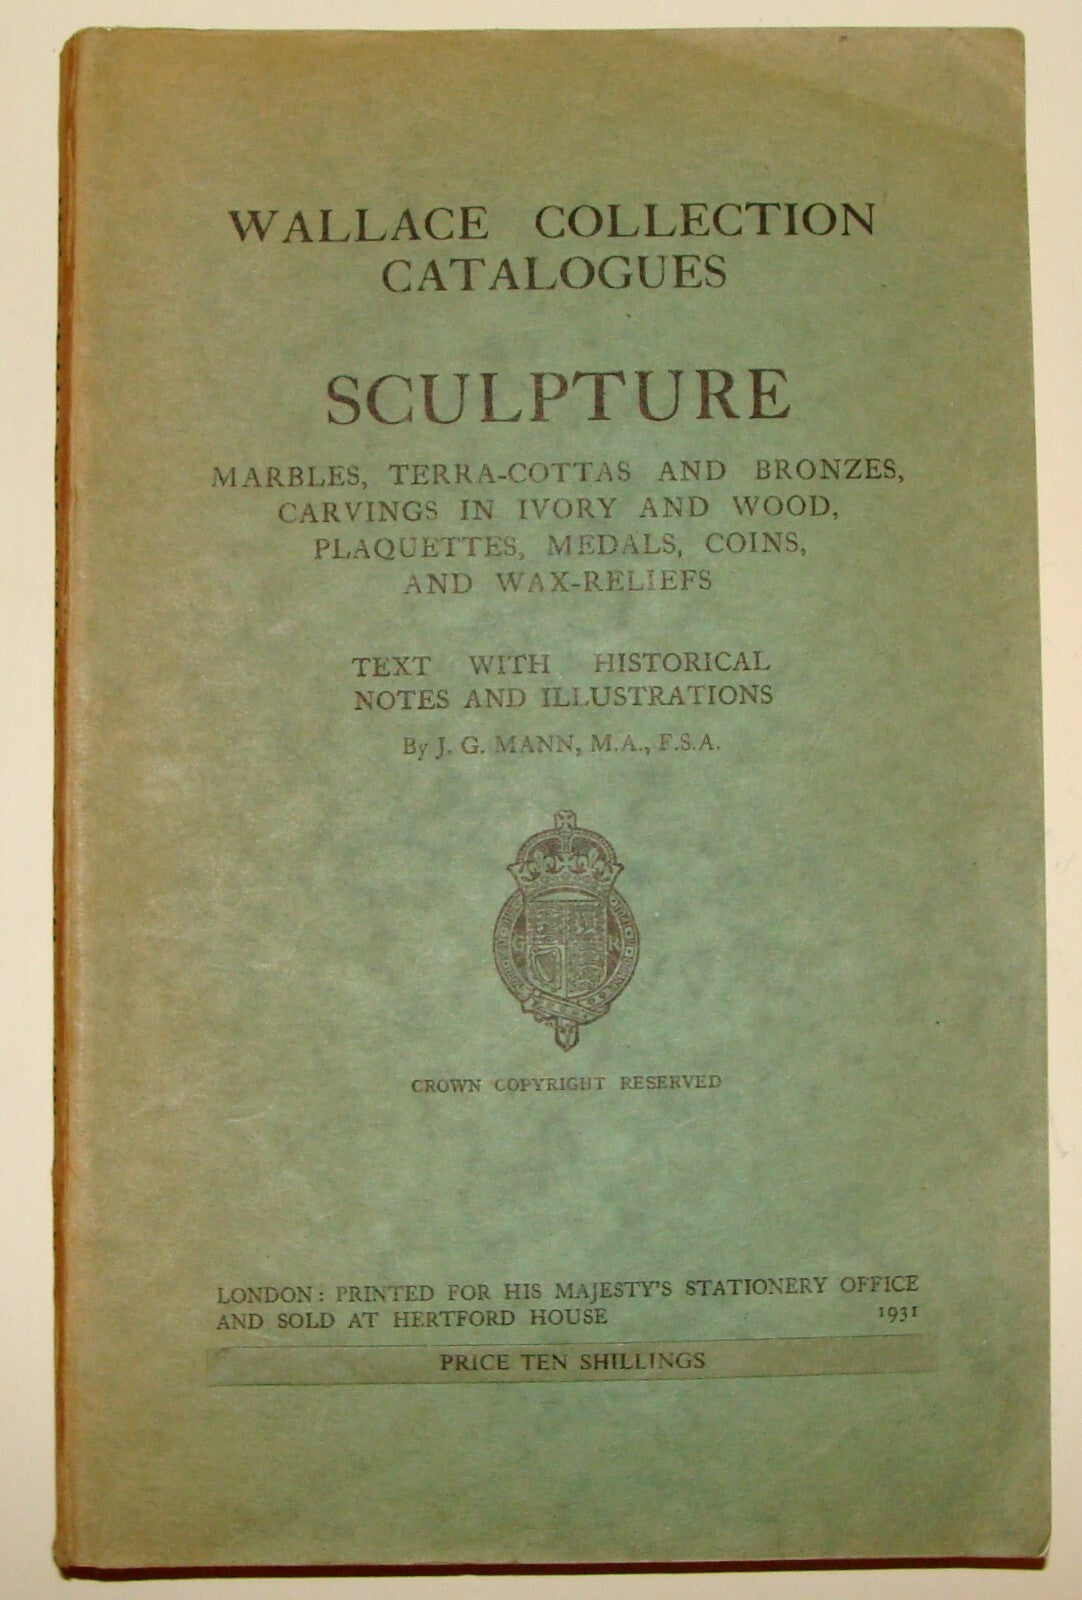 WALLACE COLLECTION
CATALOGUES
SCULPTURE
MARBLES, TERRA-COTTAS AND BRONZES,
CARVINGS IN IVORY AND WOOD,
PLAQUETTES, MEDALS, COINS,
AND WAX-RELIEFS
TEXT WITH HISTORICAL
NOTES AND ILLUSTRATIONS
By J. G. MANN, M.A., F.S.A.
G R
CROWN COPYRIGHT RESERVED
LONDON: PRINTED FOR HIS MAJESTY'S STATIONERY OFFICE
AND SOLD AT HERTFORD HOUSE 1931
PRICE TEN SHILLINGS